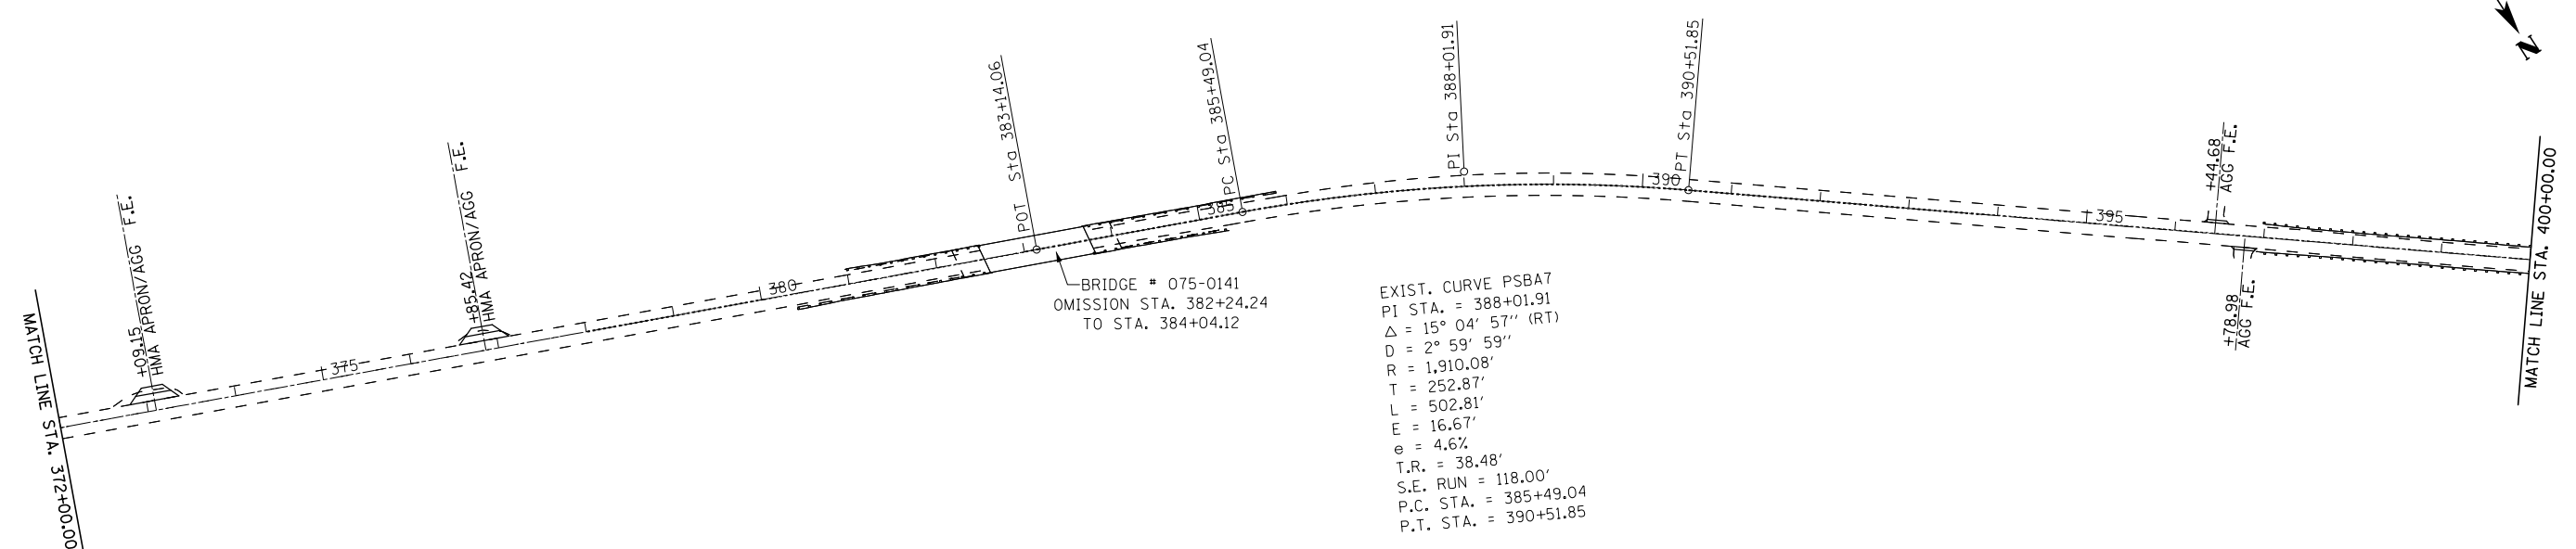 MATCH LINE STA. 372+00.00
+09.15
HMA APRON/AGG F.E.
375
+85.42
HMA APRON/AGG F.E.
380
POT Sta 383+14.06
BRIDGE # 075-0141
OMISSION STA. 382+24.24
TO STA. 384+04.12
PC Sta 385+49.04
385
PI Sta 388+01.91
390
PT Sta 390+51.85
EXIST. CURVE PSBA7
PI STA. = 388+01.91
Δ = 15° 04' 57'' (RT)
D = 2° 59' 59''
R = 1,910.08'
T = 252.87'
L = 502.81'
E = 16.67'
e = 4.6%
T.R. = 38.48'
S.E. RUN = 118.00'
P.C. STA. = 385+49.04
P.T. STA. = 390+51.85
395
+44.68
AGG F.E.
+78.98
AGG F.E.
MATCH LINE STA. 400+00.00
N